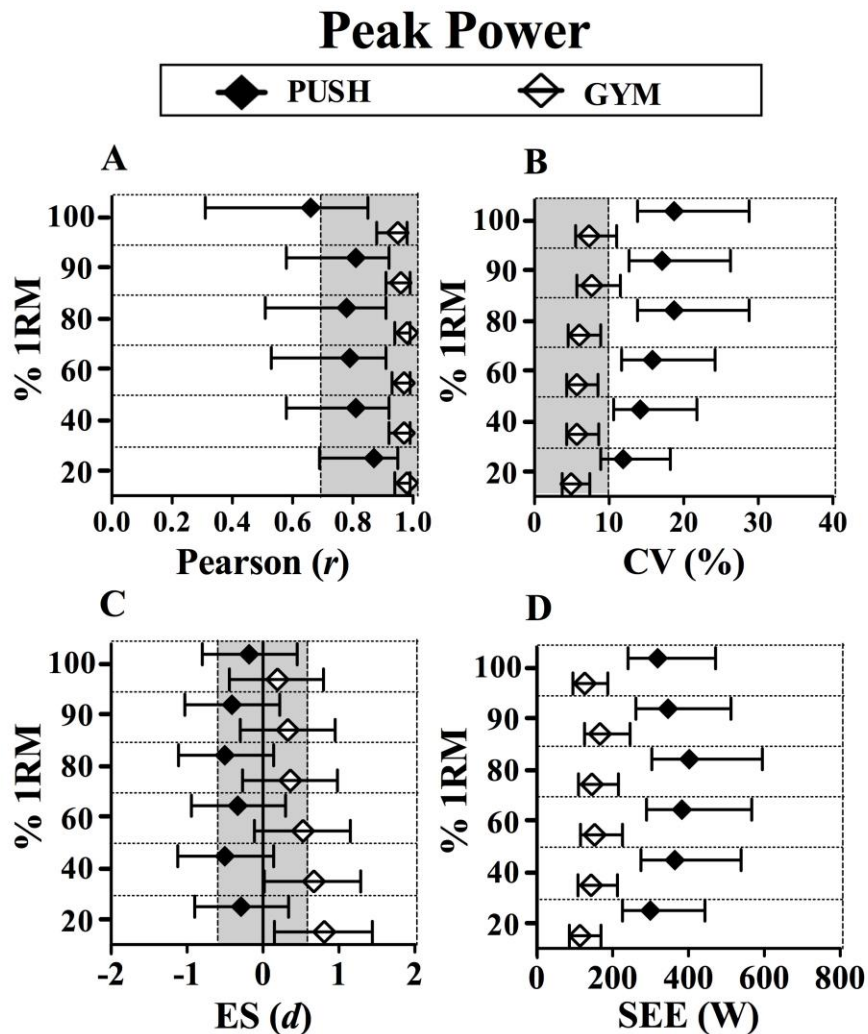 Peak Power
PUSH GYM
A
% 1RM
100
90
80
60
40
20
0.0 0.2 0.4 0.6 0.8 1.0
Pearson (r)
B
% 1RM
100
90
80
60
40
20
0 10 20 30 40
CV (%)
C
% 1RM
100
90
80
60
40
20
-2 -1 0 1 2
ES (d)
D
% 1RM
100
90
80
60
40
20
0 200 400 600 800
SEE (W)